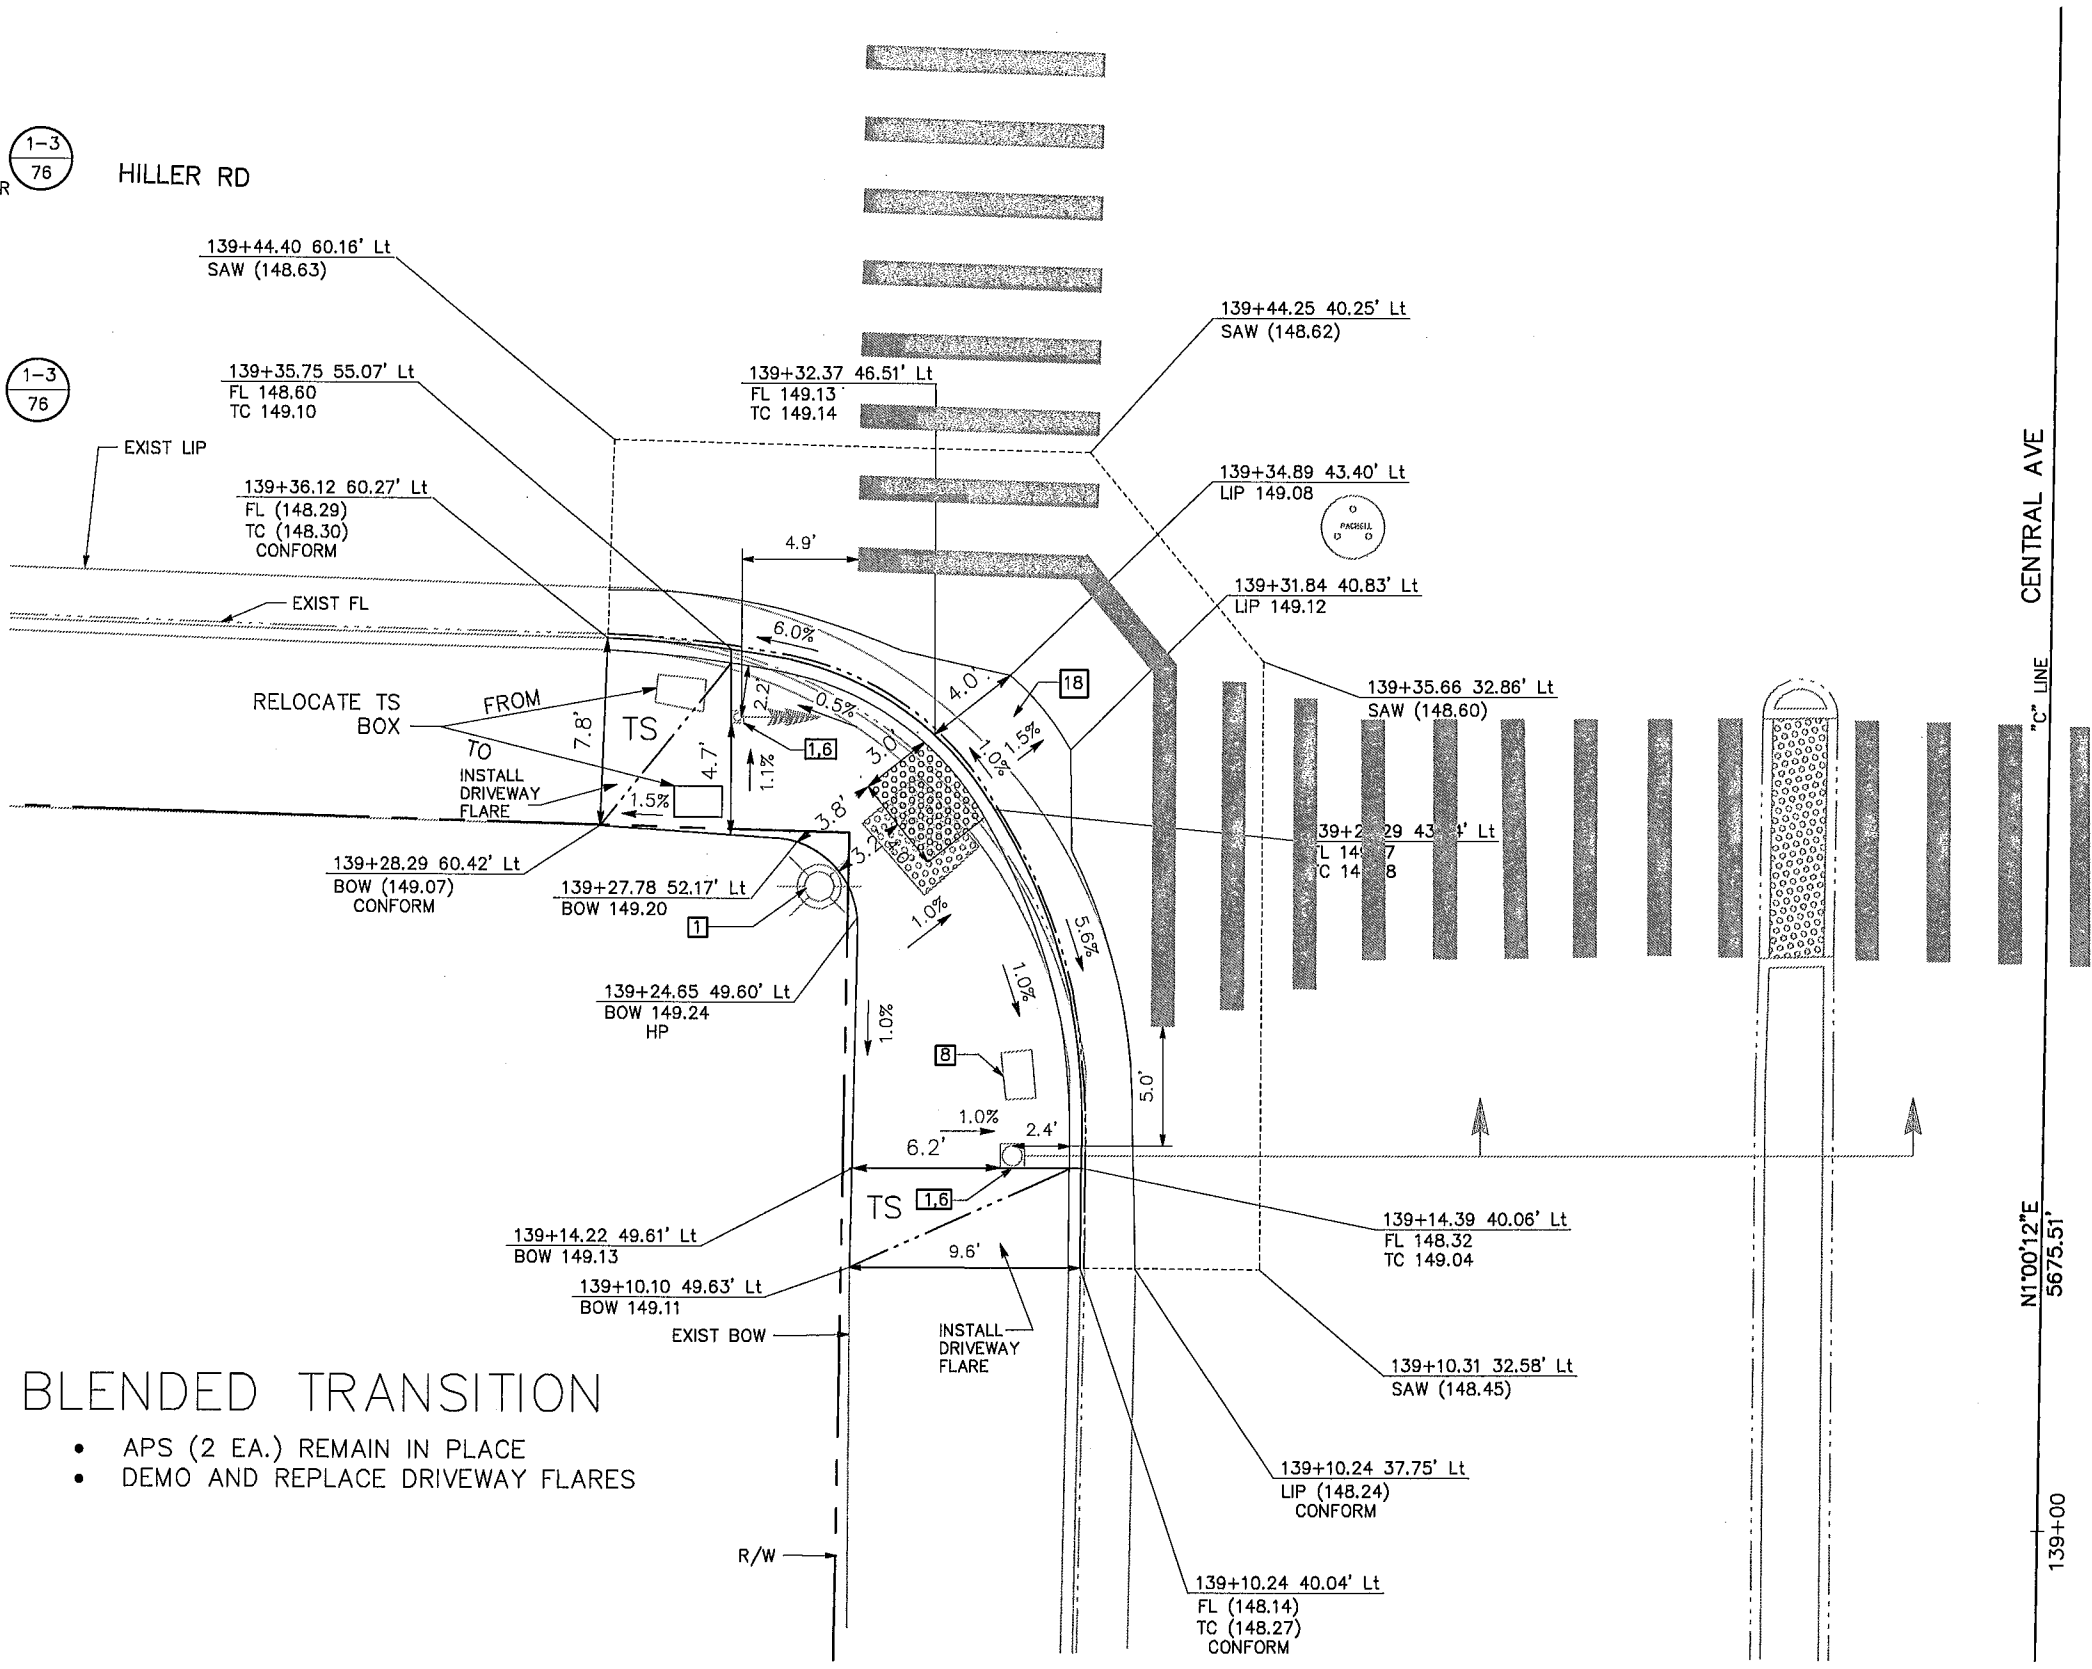 1-3
76
R
HILLER RD
139+44.40 60.16' Lt
SAW (148.63)
139+44.25 40.25' Lt
SAW (148.62)
1-3
76
139+35.75 55.07' Lt
FL 148.60
TC 149.10
139+32.37 46.51' Lt
FL 149.13
TC 149.14
EXIST LIP
139+34.89 43.40' Lt
LIP 149.08
PACBELL
139+36.12 60.27' Lt
FL (148.29)
TC (148.30)
CONFORM
4.9'
139+31.84 40.83' Lt
LIP 149.12
EXIST FL
6.0%
4.0'
18
139+35.66 32.86' Lt
SAW (148.60)
CENTRAL AVE
"C" LINE
RELOCATE TS
BOX
FROM
TO
TS
7.8'
2.2'
0.5%
1,6
4.7'
1.1%
3.0'
1.0%
1.5%
INSTALL
DRIVEWAY
FLARE
1.5%
3.8'
3.2'
4.0'
43. 4' Lt
139+28.29 60.42' Lt
BOW (149.07)
CONFORM
139+27.78 52.17' Lt
BOW 149.20
1
1.0%
5.6%
139+24.65 49.60' Lt
BOW 149.24
HP
1.0%
1.0%
8
5.0'
1.0%
2.4'
6.2'
TS
1,6
139+14.22 49.61' Lt
BOW 149.13
139+14.39 40.06' Lt
FL 148.32
TC 149.04
9.6'
139+10.10 49.63' Lt
BOW 149.11
N1°00'12"E
5675.51'
EXIST BOW
INSTALL
DRIVEWAY
FLARE
139+10.31 32.58' Lt
SAW (148.45)
BLENDED TRANSITION
• APS (2 EA.) REMAIN IN PLACE
• DEMO AND REPLACE DRIVEWAY FLARES
139+10.24 37.75' Lt
LIP (148.24)
CONFORM
R/W
139+00
139+10.24 40.04' Lt
FL (148.14)
TC (148.27)
CONFORM